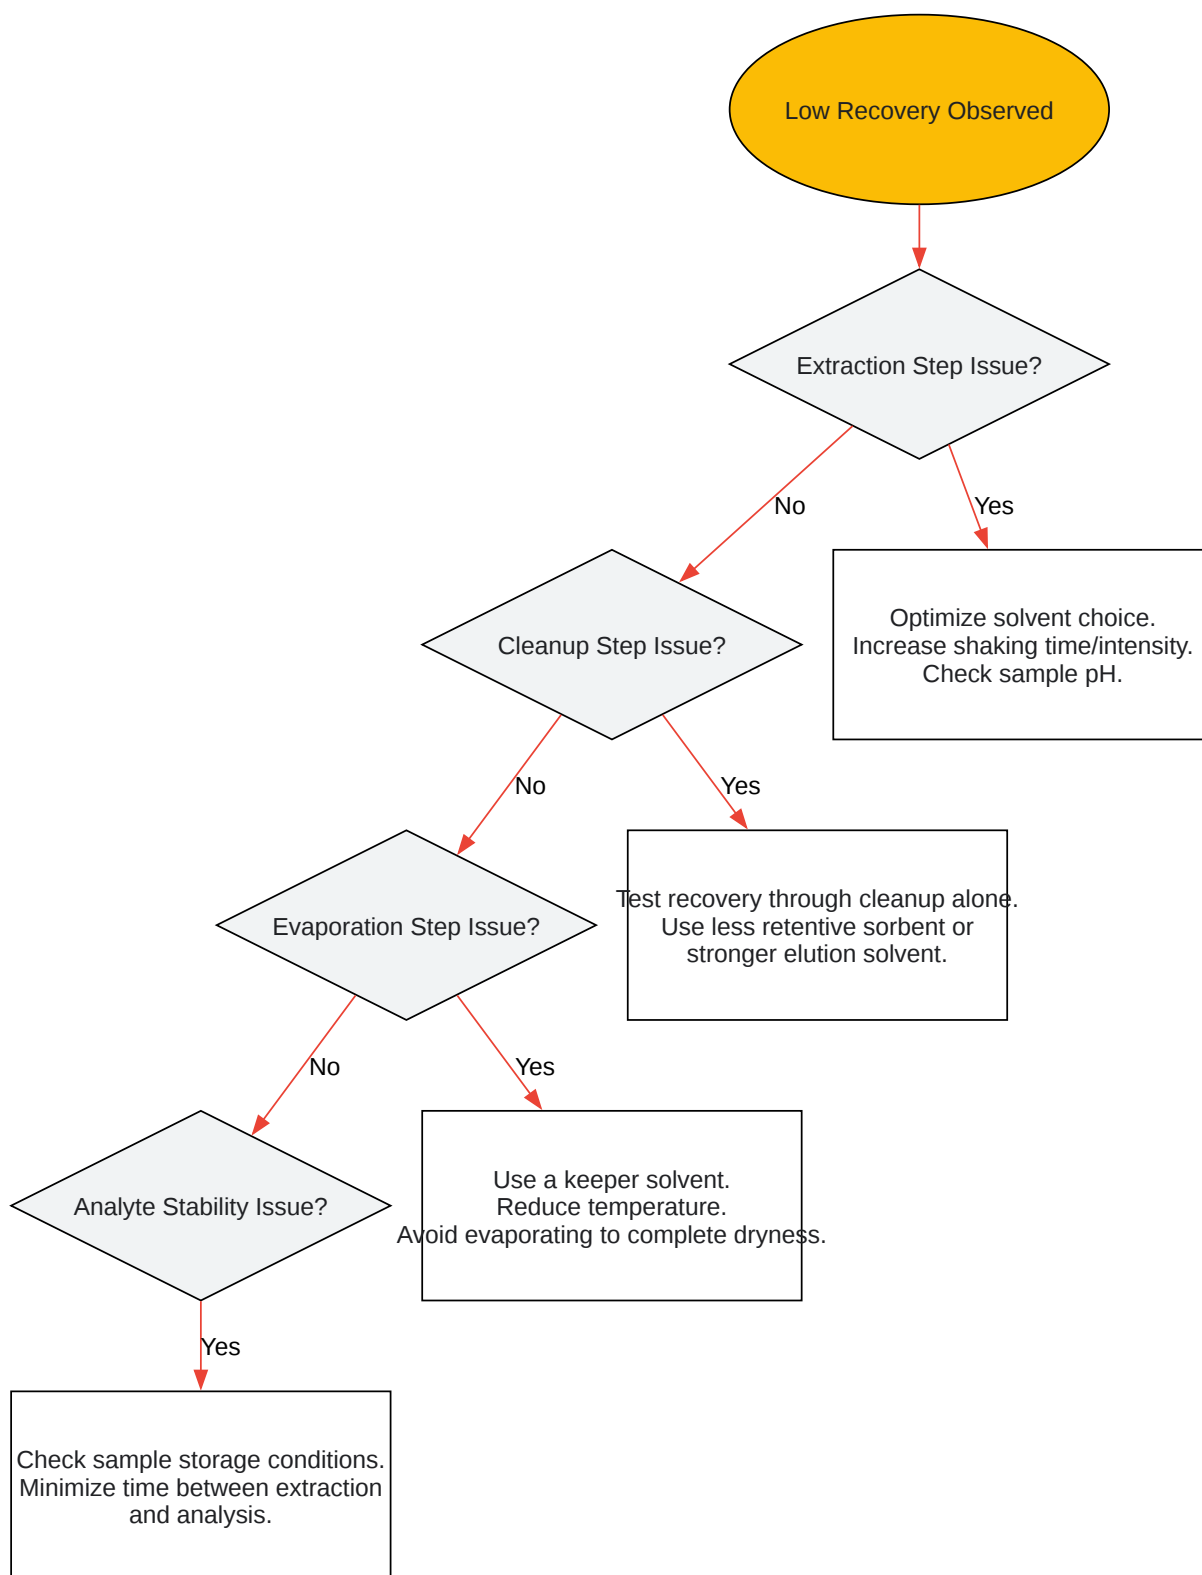 Low Recovery Observed
Extraction Step Issue?
No
Yes
Cleanup Step Issue?
Optimize solvent choice.
Increase shaking time/intensity.
Check sample pH.
No
Yes
Evaporation Step Issue?
Test recovery through cleanup alone.
Use less retentive sorbent or
stronger elution solvent.
No
Yes
Analyte Stability Issue?
Use a keeper solvent.
Reduce temperature.
Avoid evaporating to complete dryness.
Yes
Check sample storage conditions.
Minimize time between extraction
and analysis.